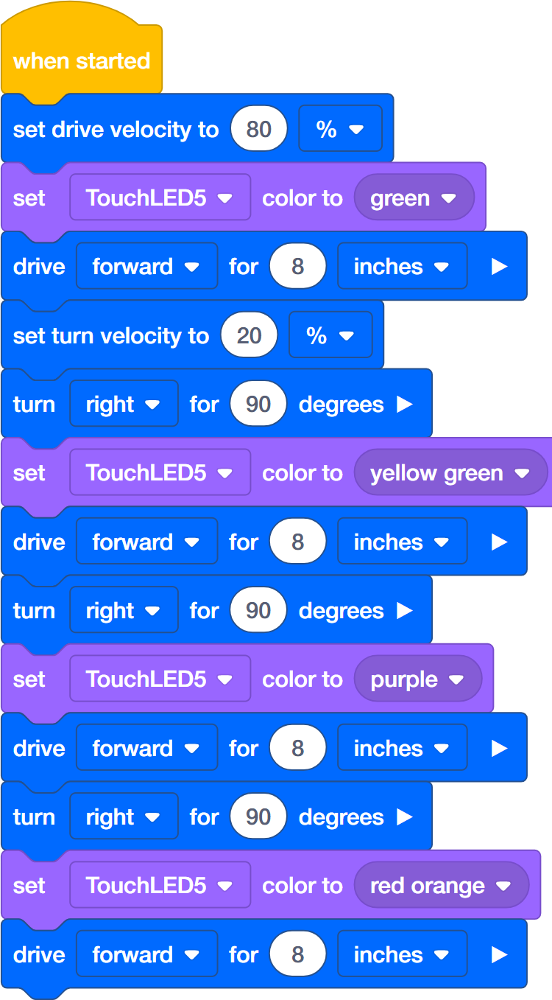 when started
set drive velocity to 80 %
set TouchLED5 color to green
drive forward for 8 inches
set turn velocity to 20 %
turn right for 90 degrees
set TouchLED5 color to yellow green
drive forward for 8 inches
turn right for 90 degrees
set TouchLED5 color to purple
drive forward for 8 inches
turn right for 90 degrees
set TouchLED5 color to red orange
drive forward for 8 inches